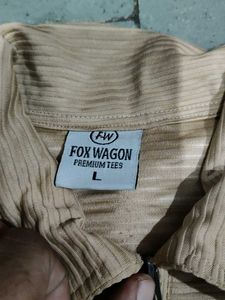 FW
FOX WAGON
PREMIUM TEES
L